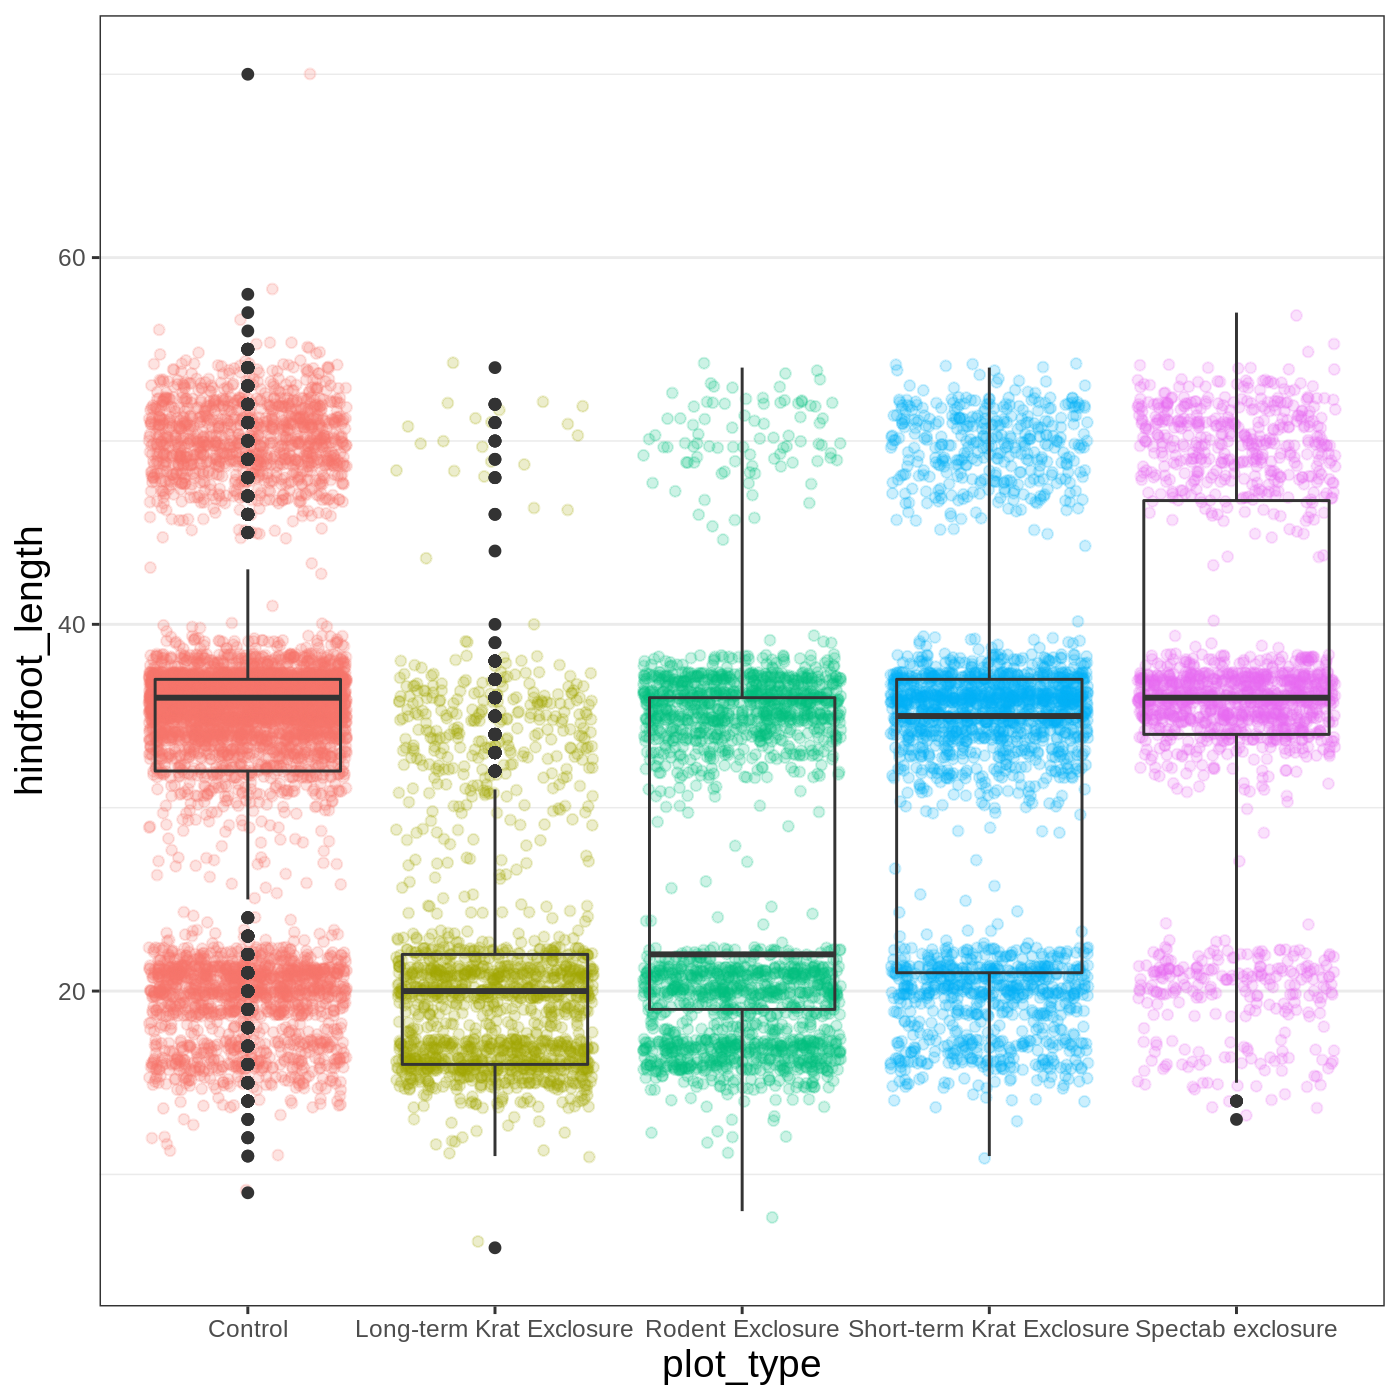 hindfoot_length
60
40
20
Control
Long-term Krat Exclosure
Rodent Exclosure
Short-term Krat Exclosure
Spectab exclosure
plot_type